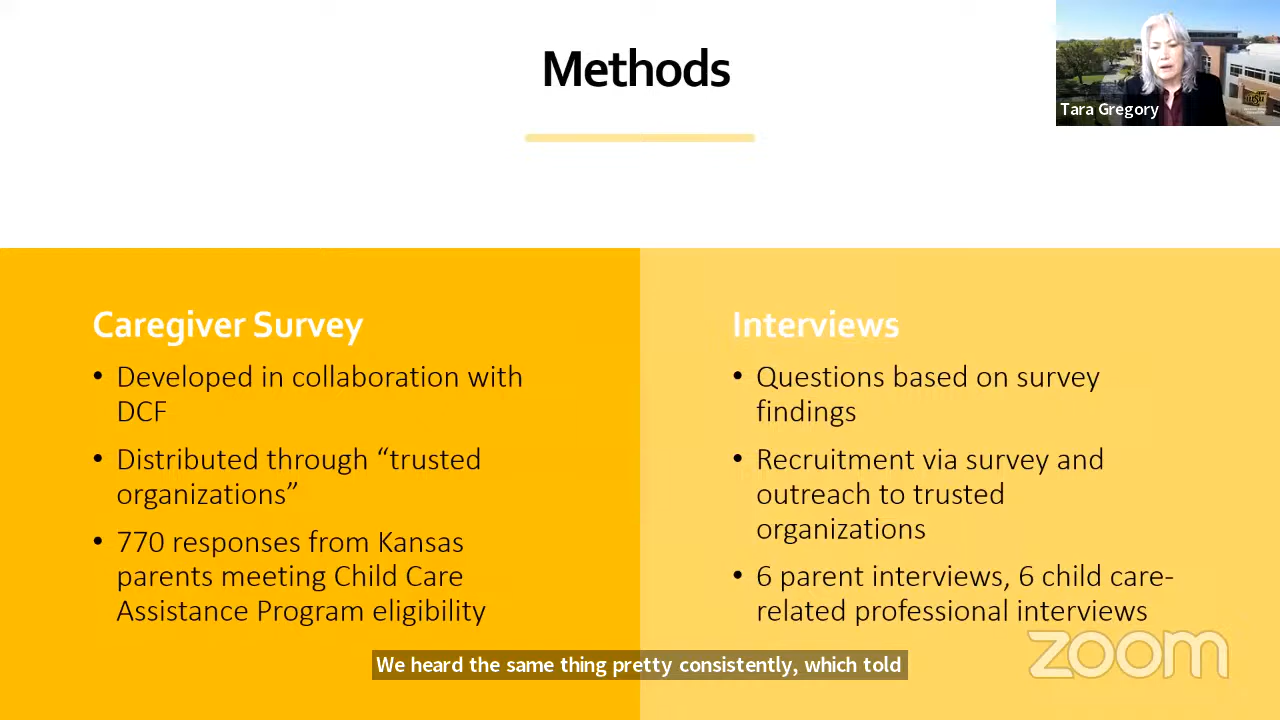 Methods
Tara Gregory
Caregiver Survey
• Developed in collaboration with
DCF
• Distributed through “trusted
organizations”
• 770 responses from Kansas
parents meeting Child Care
Assistance Program eligibility
Interviews
• Questions based on survey
findings
• Recruitment via survey and
outreach to trusted
organizations
• 6 parent interviews, 6 child care-
related professional interviews
We heard the same thing pretty consistently, which told
zoom